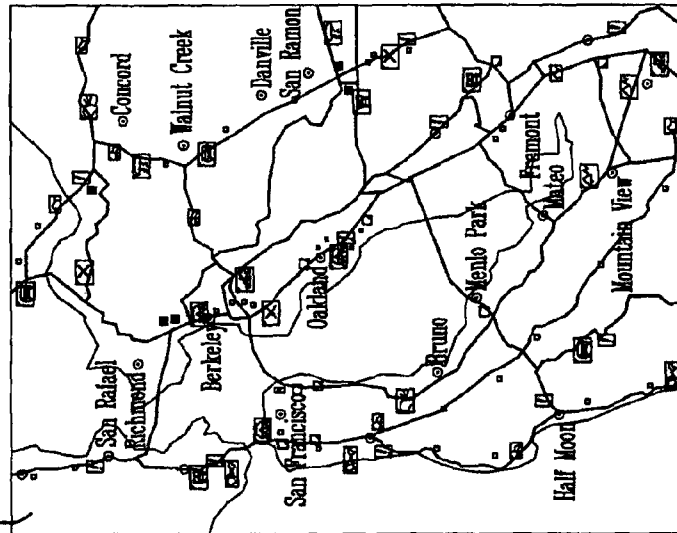 Concord
Walnut Creek
Danville
San Ramon
San Rafael
Richmond
Berkeley
Oakland
Fremont
Mateo
Menlo Park
Mountain View
San Francisco
Bruno
Half Moon